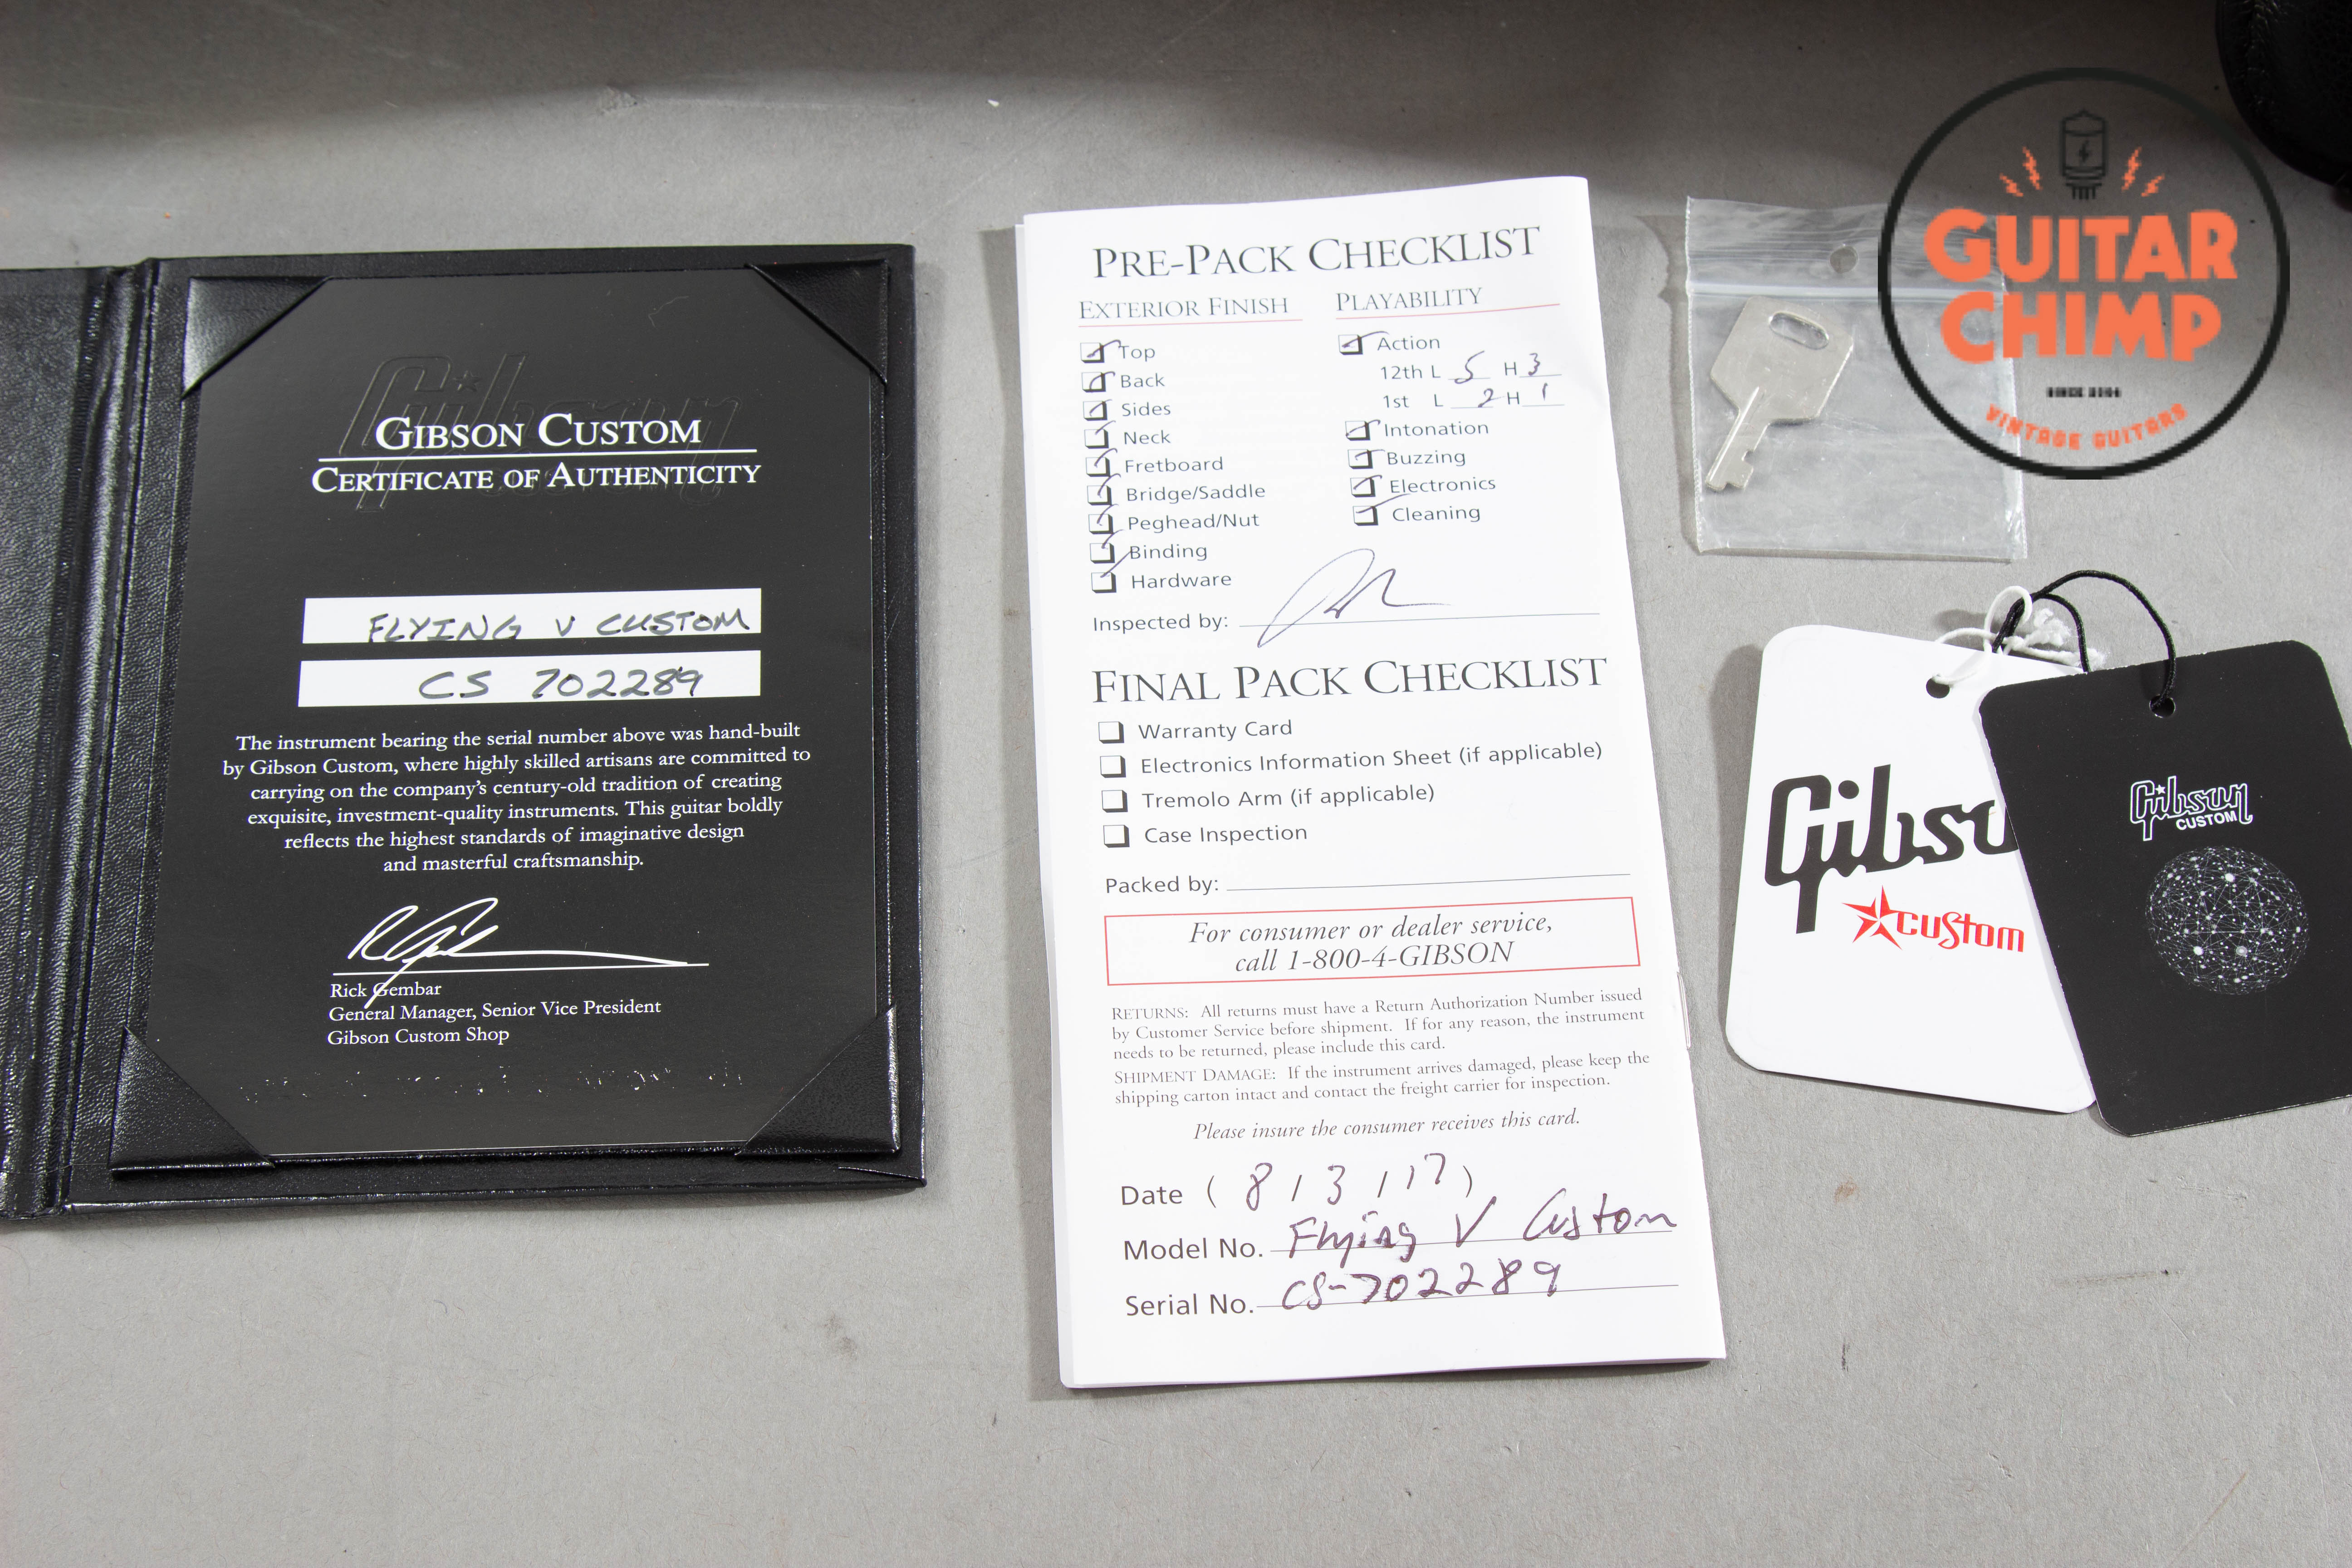 GIBSON CUSTOM
CERTIFICATE OF AUTHENTICITY
FLYING V CUSTOM
CS 702289
The instrument bearing the serial number above was hand-built
by Gibson Custom, where highly skilled artisans are committed to
carrying on the company's century-old tradition of creating
exquisite, investment-quality instruments. This guitar boldly
reflects the highest standards of imaginative design
and masterful craftsmanship.
Rick Gembar
General Manager, Senior Vice President
Gibson Custom Shop
PRE-PACK CHECKLIST
EXTERIOR FINISH
Top
Back
Sides
Neck
Fretboard
Bridge/Saddle
Peghead/Nut
Binding
Hardware
PLAYABILITY
Action
12th L 5 H 3
1st L 2 H 1
Intonation
Buzzing
Electronics
Cleaning
Inspected by:
FINAL PACK CHECKLIST
Warranty Card
Electronics Information Sheet (if applicable)
Tremolo Arm (if applicable)
Case Inspection
Packed by:
For consumer or dealer service,
call 1-800-4-GIBSON
RETURNS: All returns must have a Return Authorization Number issued
by Customer Service before shipment. If for any reason, the instrument
needs to be returned, please include this card.
SHIPMENT DAMAGE: If the instrument arrives damaged, please keep the
shipping carton intact and contact the freight carrier for inspection.
Please insure the consumer receives this card.
Date ( 8 / 3 / 17 )
Model No. Flying V Custom
Serial No. CS-702289
GUITAR
CHIMP
VINTAGE GUITARS
Gibso
custom
Gibson
CUSTOM